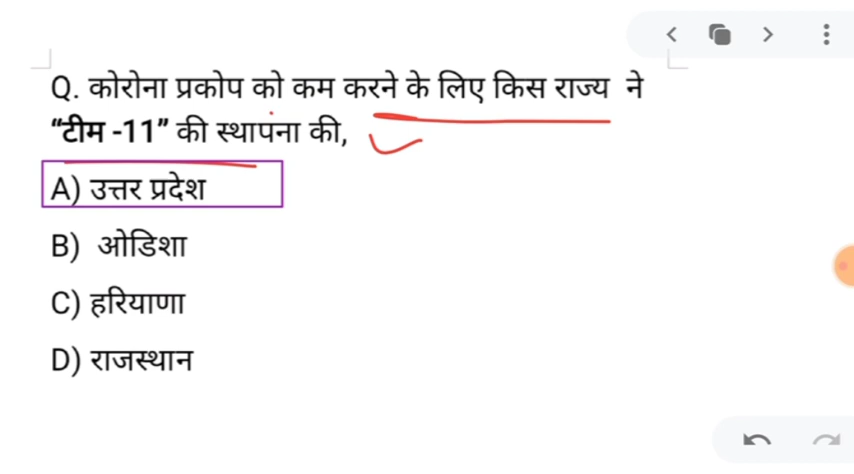 Q. कोरोना प्रकोप को कम करने के लिए किस राज्य ने
“टीम -11” की स्थापना की,
A) उत्तर प्रदेश
B) ओडिशा
C) हरियाणा
D) राजस्थान